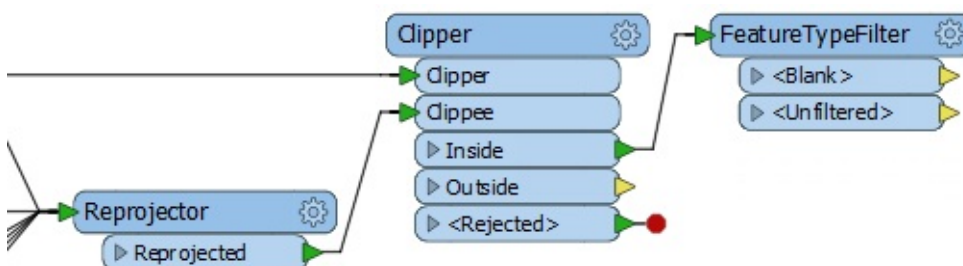 Clipper
Clipper
Clippee
Inside
Outside
<Rejected>
FeatureTypeFilter
<Blank>
<Unfiltered>
Reprojector
Reprojected